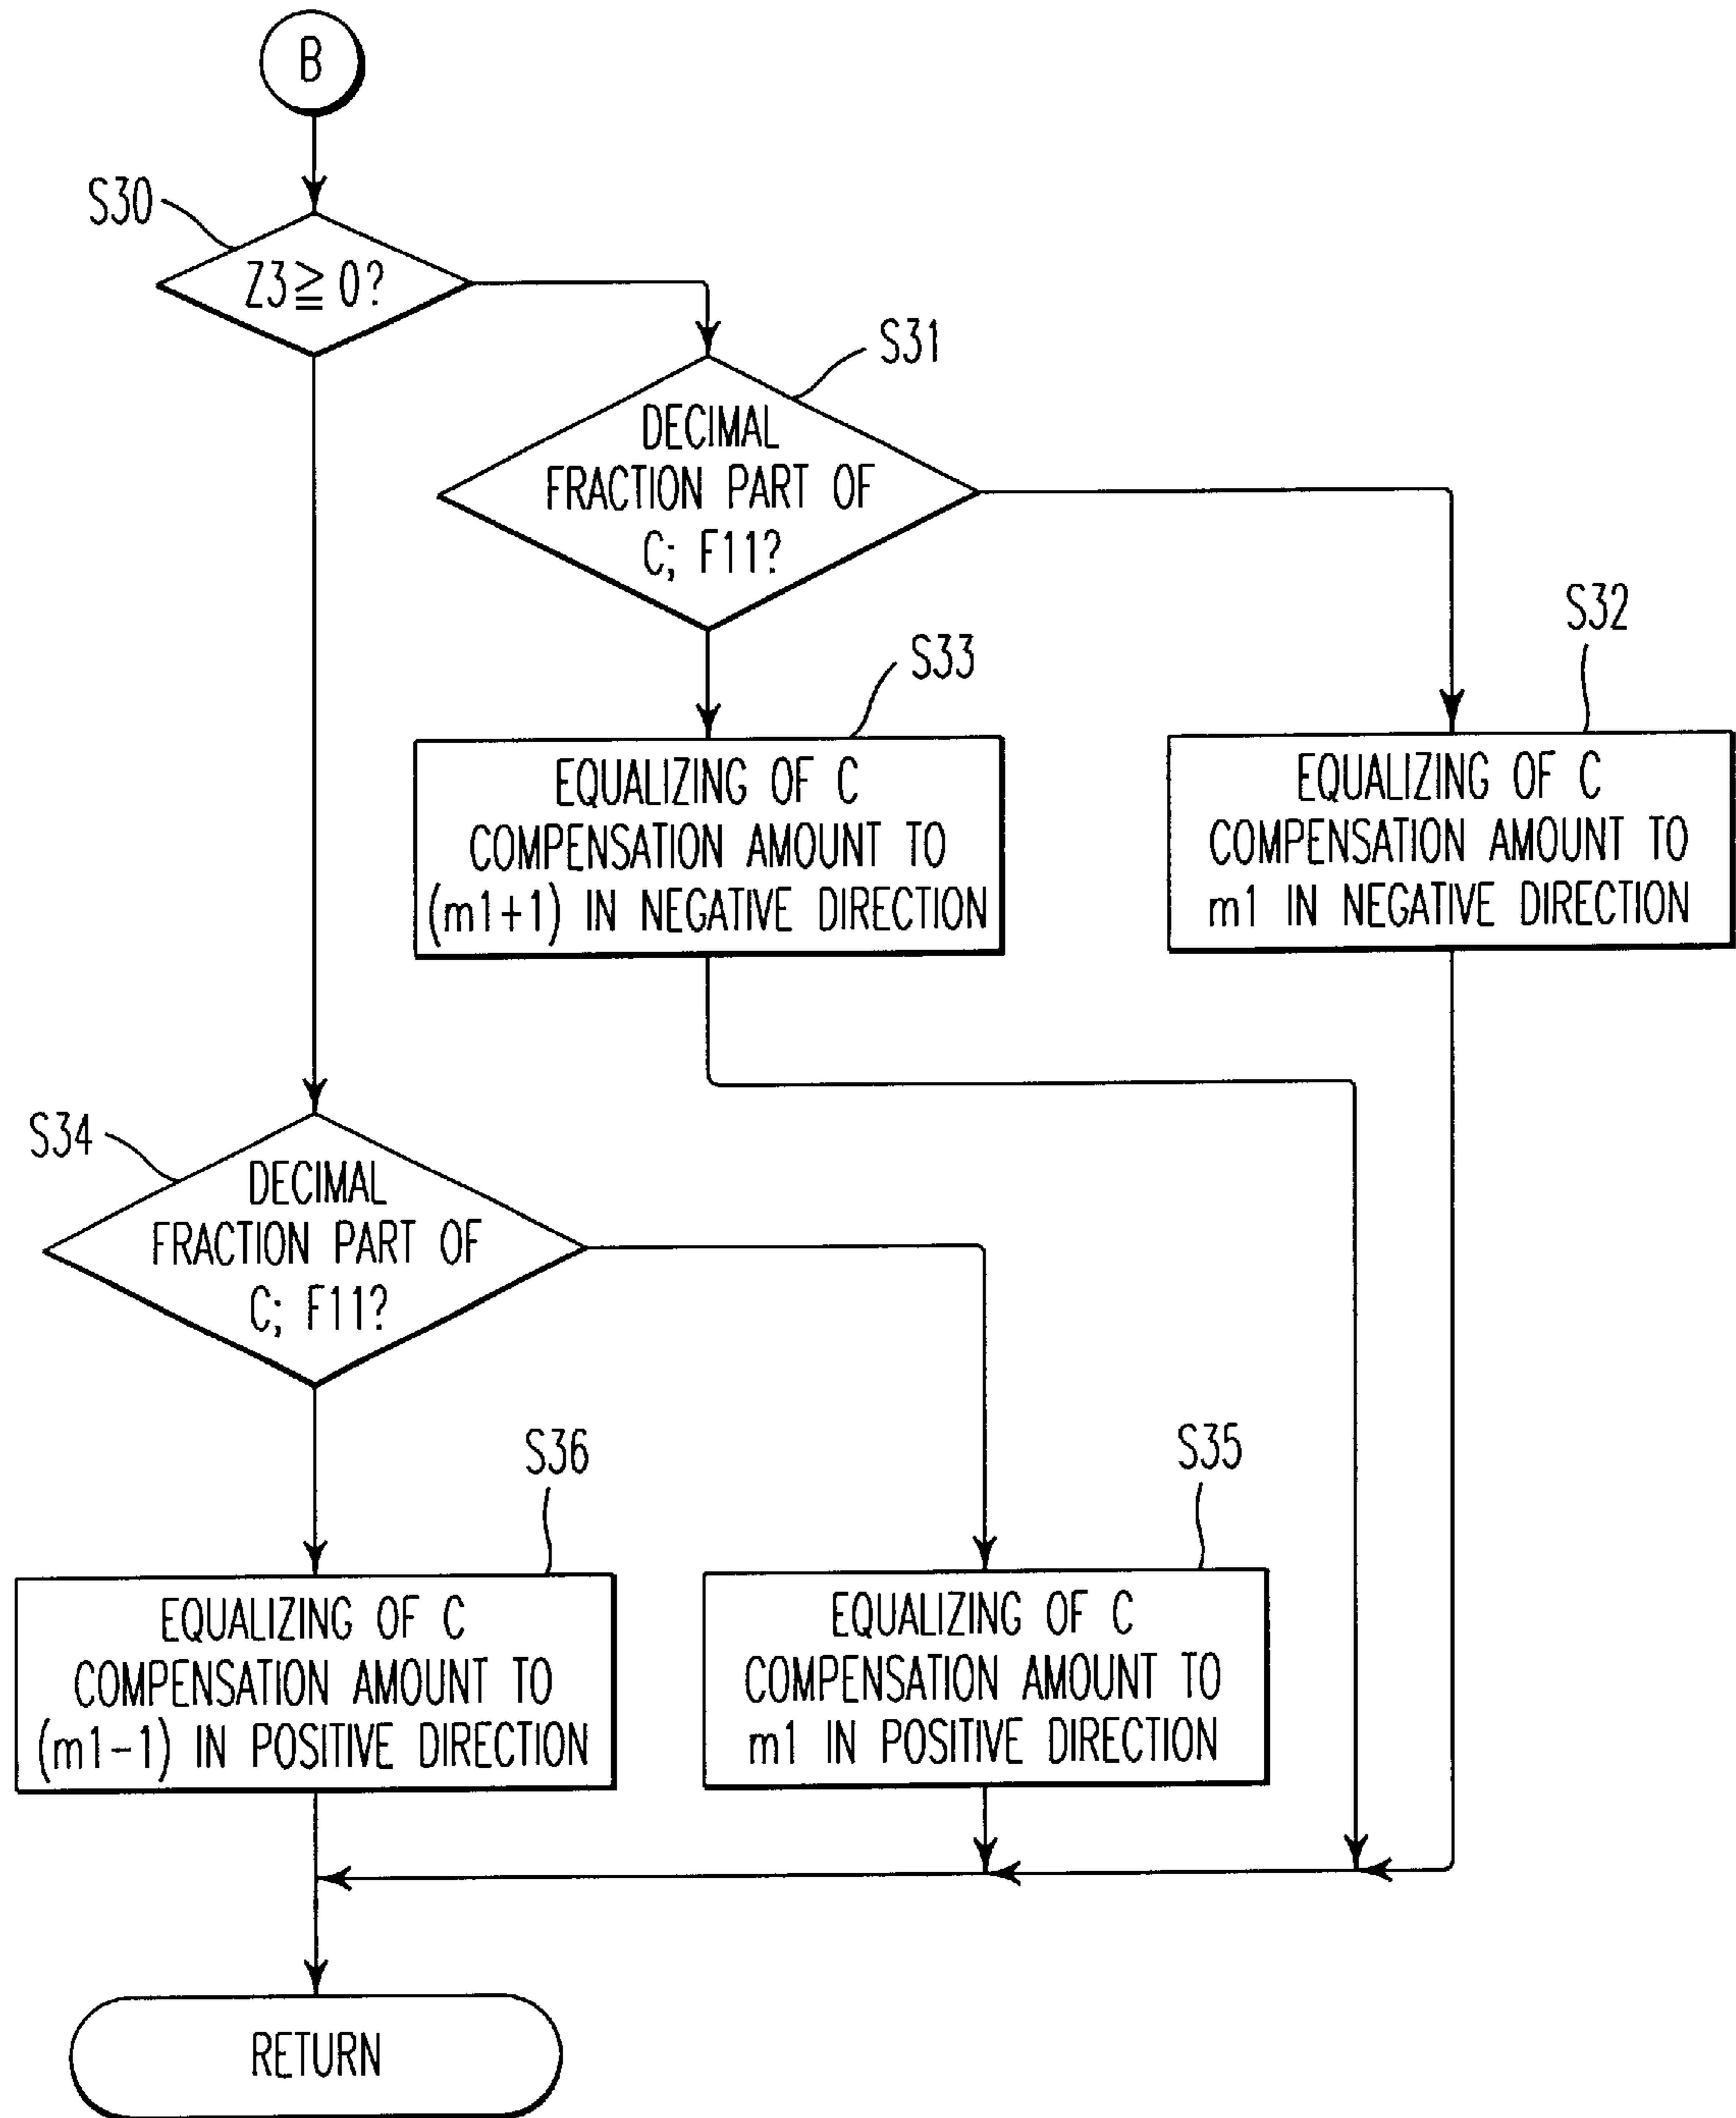 B
S30
Z3≧0?
S31
DECIMAL
FRACTION PART OF
C; F11?
S32
S33
EQUALIZING OF C
COMPENSATION AMOUNT TO
(m1+1) IN NEGATIVE DIRECTION
EQUALIZING OF C
COMPENSATION AMOUNT TO
m1 IN NEGATIVE DIRECTION
S34
DECIMAL
FRACTION PART OF
C; F11?
S36
S35
EQUALIZING OF C
COMPENSATION AMOUNT TO
(m1-1) IN POSITIVE DIRECTION
EQUALIZING OF C
COMPENSATION AMOUNT TO
m1 IN POSITIVE DIRECTION
RETURN